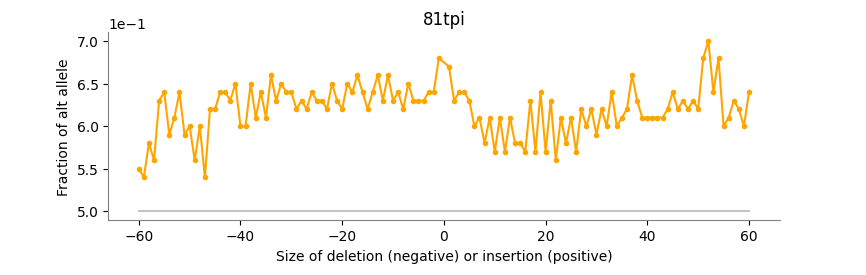 81tpi
1e−1
7.0
6.5
6.0
5.5
5.0
Fraction of alt allele
−60 −40 −20 0 20 40 60
Size of deletion (negative) or insertion (positive)